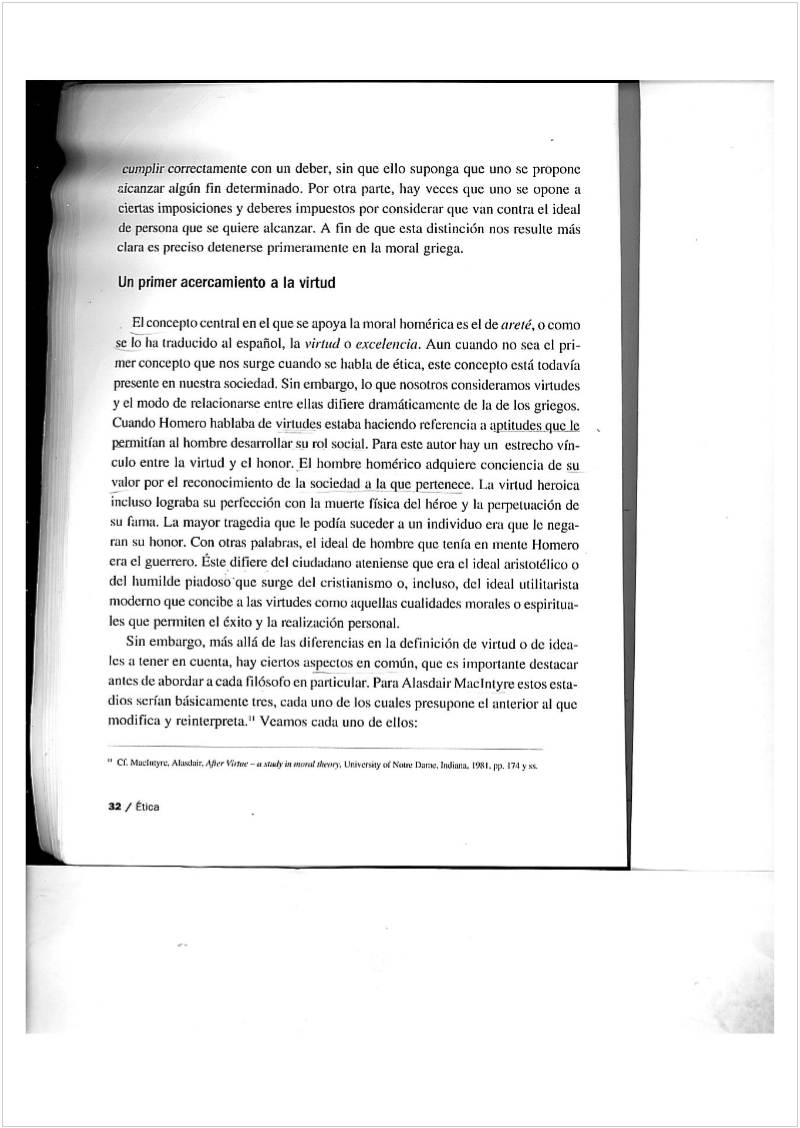 cumplir correctamente con un deber, sin que ello suponga que uno se propone
alcanzar algún fin determinado. Por otra parte, hay veces que uno se opone a
ciertas imposiciones y deberes impuestos por considerar que van contra el ideal
de persona que se quiere alcanzar. A fin de que esta distinción nos resulte más
clara es preciso detenerse primeramente en la moral griega.
Un primer acercamiento a la virtud
El concepto central en el que se apoya la moral homérica es el de areté, o como
se lo ha traducido al español, la virtud o excelencia. Aun cuando no sea el pri-
mer concepto que nos surge cuando se habla de ética, este concepto está todavía
presente en nuestra sociedad. Sin embargo, lo que nosotros consideramos virtudes
y el modo de relacionarse entre ellas difiere dramáticamente de la de los griegos.
Cuando Homero hablaba de virtudes estaba haciendo referencia a aptitudes que le
permitían al hombre desarrollar su rol social. Para este autor hay un estrecho vín-
culo entre la virtud y el honor. El hombre homérico adquiere conciencia de su
valor por el reconocimiento de la sociedad a la que pertenece. La virtud heroica
incluso lograba su perfección con la muerte física del héroe y la perpetuación de
su fama. La mayor tragedia que le podía suceder a un individuo era que le nega-
ran su honor. Con otras palabras, el ideal de hombre que tenía en mente Homero
era el guerrero. Éste difiere del ciudadano ateniense que era el ideal aristotélico o
del humilde piadoso que surge del cristianismo o, incluso, del ideal utilitarista
moderno que concibe a las virtudes como aquellas cualidades morales o espiritua-
les que permiten el éxito y la realización personal.
Sin embargo, más allá de las diferencias en la definición de virtud o de idea-
les a tener en cuenta, hay ciertos aspectos en común, que es importante destacar
antes de abordar a cada filósofo en particular. Para Alasdair MacIntyre estos esta-
dios serían básicamente tres, cada uno de los cuales presupone el anterior al que
modifica y reinterpreta.¹¹ Veamos cada uno de ellos:
¹¹ Cf. MacIntyre, Alasdair, After Virtue – a study in moral theory, University of Notre Dame, Indiana, 1981, pp. 174 y ss.
32 / Ética